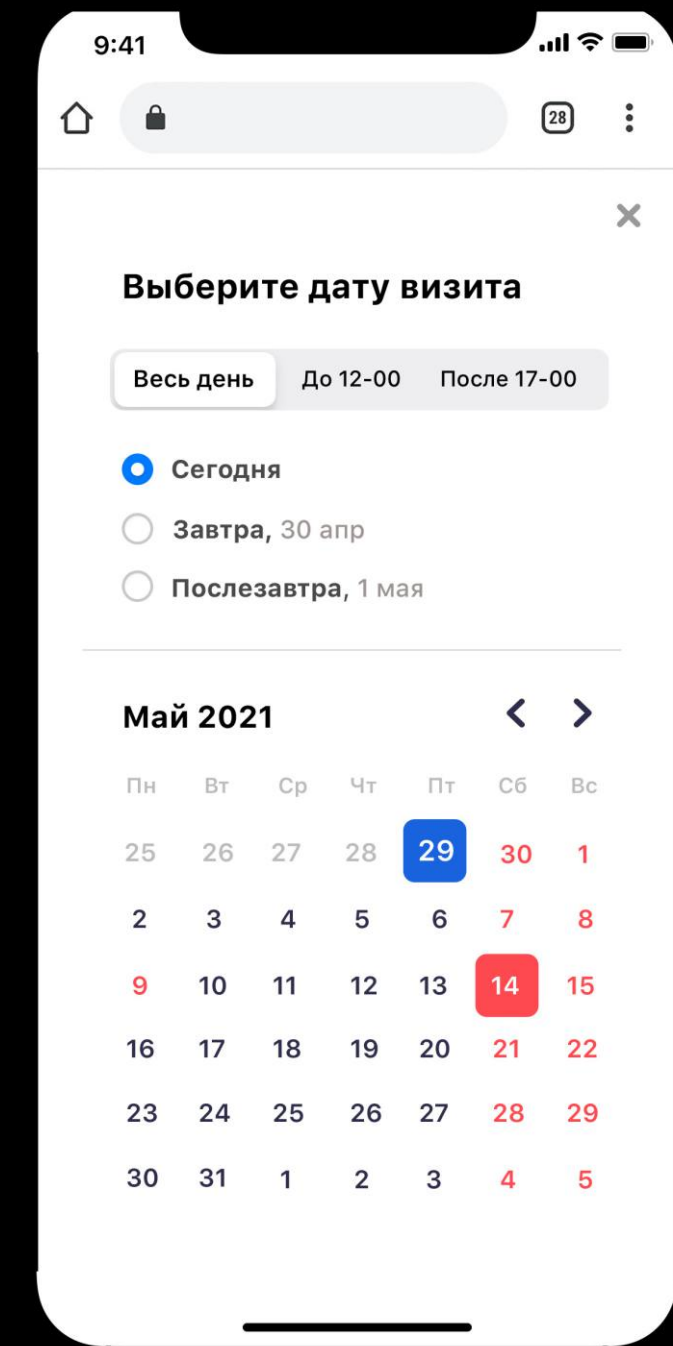 9:41
28
Выберите дату визита
Весь день До 12-00 После 17-00
Сегодня
Завтра, 30 апр
Послезавтра, 1 мая
Май 2021
Пн Вт Ср Чт Пт Сб Вс
25 26 27 28 29 30 1
2 3 4 5 6 7 8
9 10 11 12 13 14 15
16 17 18 19 20 21 22
23 24 25 26 27 28 29
30 31 1 2 3 4 5